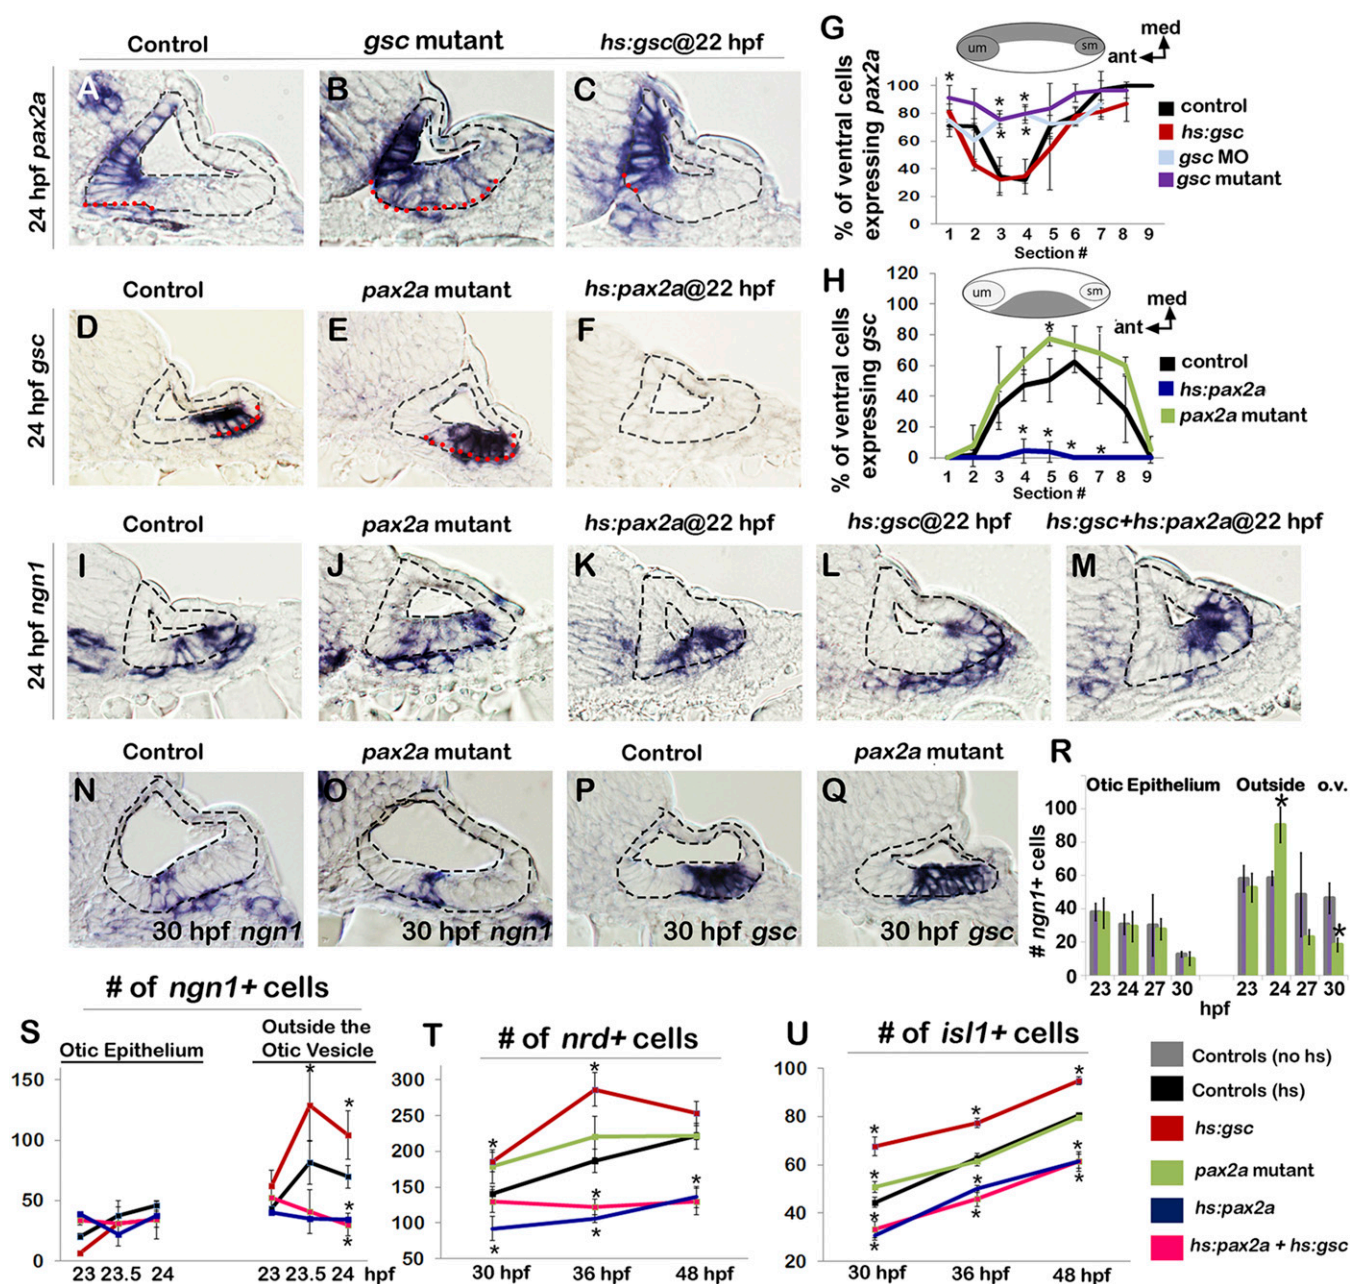 Control
gsc mutant
hs:gsc@22 hpf
24 hpf pax2a
A
B
C
G
um
sm
med
ant
% of ventral cells
expressing pax2a
100
80
60
40
20
0
1 2 3 4 5 6 7 8 9
Section #
control
hs:gsc
gsc MO
gsc mutant
* * * * *
Control
pax2a mutant
hs:pax2a@22 hpf
24 hpf gsc
D
E
F
H
um
sm
med
ant
% of ventral cells
expressing gsc
120
100
80
60
40
20
0
1 2 3 4 5 6 7 8 9
Section #
control
hs:pax2a
pax2a mutant
* * * * *
Control
pax2a mutant
hs:pax2a@22 hpf
hs:gsc@22 hpf
hs:gsc+hs:pax2a@22 hpf
24 hpf ngn1
I
J
K
L
M
Control
pax2a mutant
Control
pax2a mutant
N
30 hpf ngn1
O
30 hpf ngn1
P
30 hpf gsc
Q
30 hpf gsc
R
Otic Epithelium
Outside o.v.
# ngn1+ cells
100
80
60
40
20
0
23 24 27 30
23 24 27 30
hpf
* *
# of ngn1+ cells
S
Otic Epithelium
Outside the
Otic Vesicle
150
100
50
0
23 23.5 24
23 23.5 24 hpf
* * * *
T
# of nrd+ cells
300
250
200
150
100
50
30 hpf 36 hpf 48 hpf
* * * * * *
U
# of isl1+ cells
100
80
60
40
20
30 hpf 36 hpf 48 hpf
* * * * * * * * *
Controls (no hs)
Controls (hs)
hs:gsc
pax2a mutant
hs:pax2a
hs:pax2a + hs:gsc